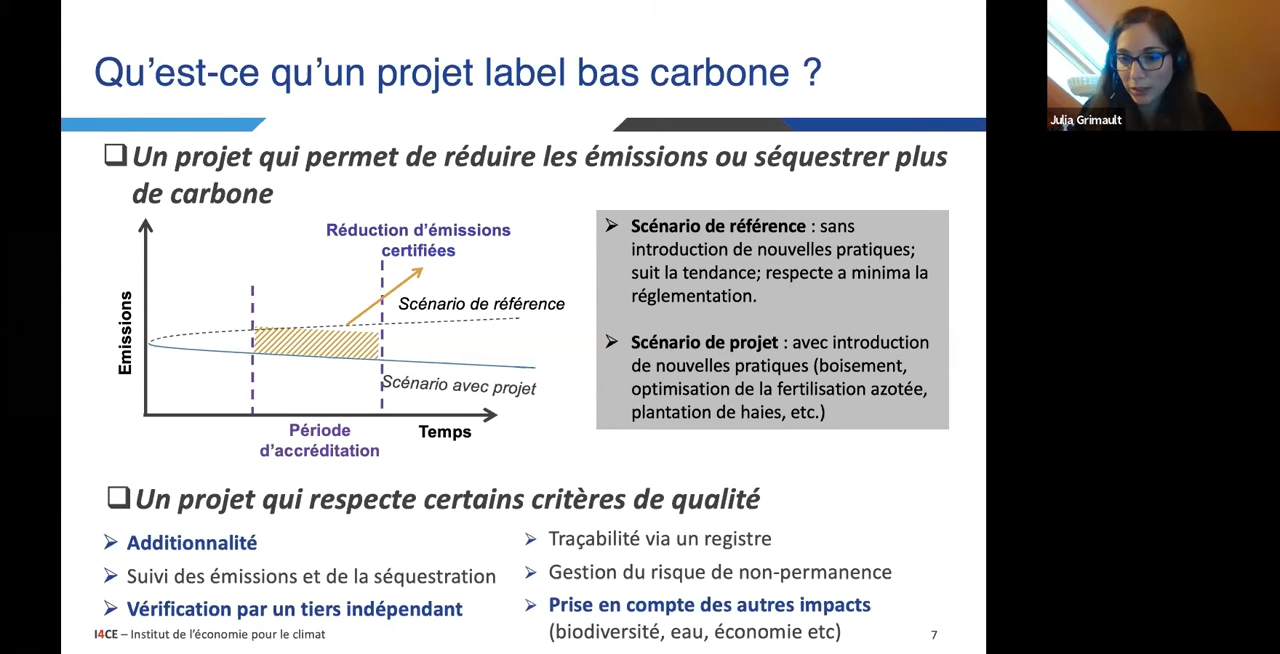 Qu'est-ce qu'un projet label bas carbone ?
Julia Grimault
Un projet qui permet de réduire les émissions ou séquestrer plus
de carbone
Réduction d'émissions
certifiées
Scénario de référence
Emissions
Scénario avec projet
Période
d'accréditation
Temps
Scénario de référence : sans
introduction de nouvelles pratiques;
suit la tendance; respecte a minima la
réglementation.
Scénario de projet : avec introduction
de nouvelles pratiques (boisement,
optimisation de la fertilisation azotée,
plantation de haies, etc.)
Un projet qui respecte certains critères de qualité
Additionnalité
Suivi des émissions et de la séquestration
Vérification par un tiers indépendant
Traçabilité via un registre
Gestion du risque de non-permanence
Prise en compte des autres impacts
(biodiversité, eau, économie etc)
I4CE – Institut de l'économie pour le climat
7